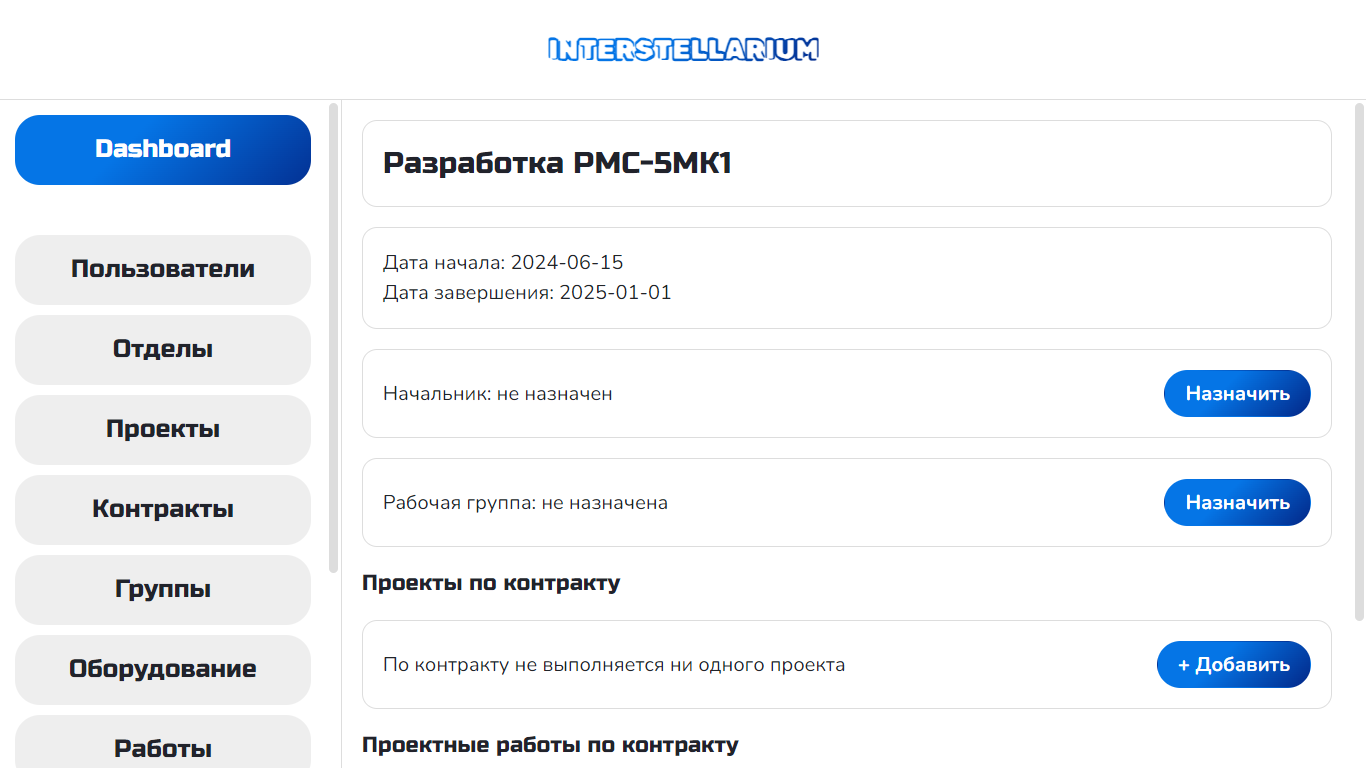 INTERSTELLARIUM
Dashboard
Пользователи
Отделы
Проекты
Контракты
Группы
Оборудование
Работы
Разработка РМС-5МК1
Дата начала: 2024-06-15
Дата завершения: 2025-01-01
Начальник: не назначен
Назначить
Рабочая группа: не назначена
Назначить
Проекты по контракту
По контракту не выполняется ни одного проекта
+ Добавить
Проектные работы по контракту